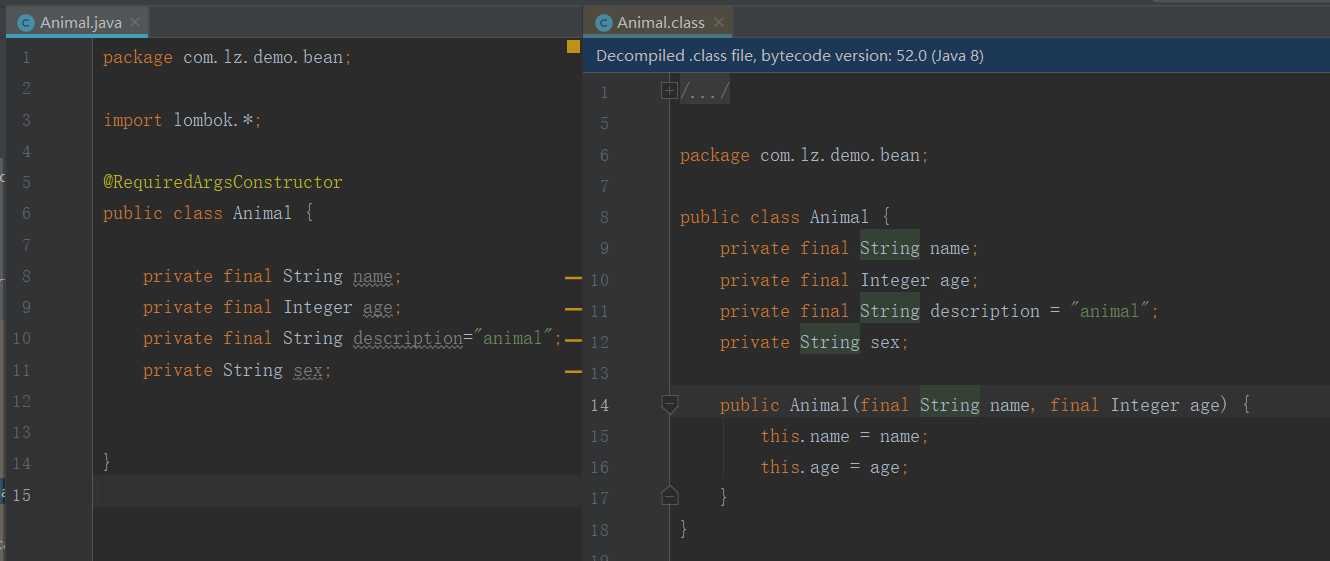 Animal.java
1 package com.lz.demo.bean;
2
3 import lombok.*;
4
5 @RequiredArgsConstructor
6 public class Animal {
7
8 private final String name;
9 private final Integer age;
10 private final String description="animal";
11 private String sex;
12
13
14 }
15
Animal.class
Decompiled .class file, bytecode version: 52.0 (Java 8)
1 /.../
5
6 package com.lz.demo.bean;
7
8 public class Animal {
9 private final String name;
10 private final Integer age;
11 private final String description = "animal";
12 private String sex;
13
14 public Animal(final String name, final Integer age) {
15 this.name = name;
16 this.age = age;
17 }
18 }
19